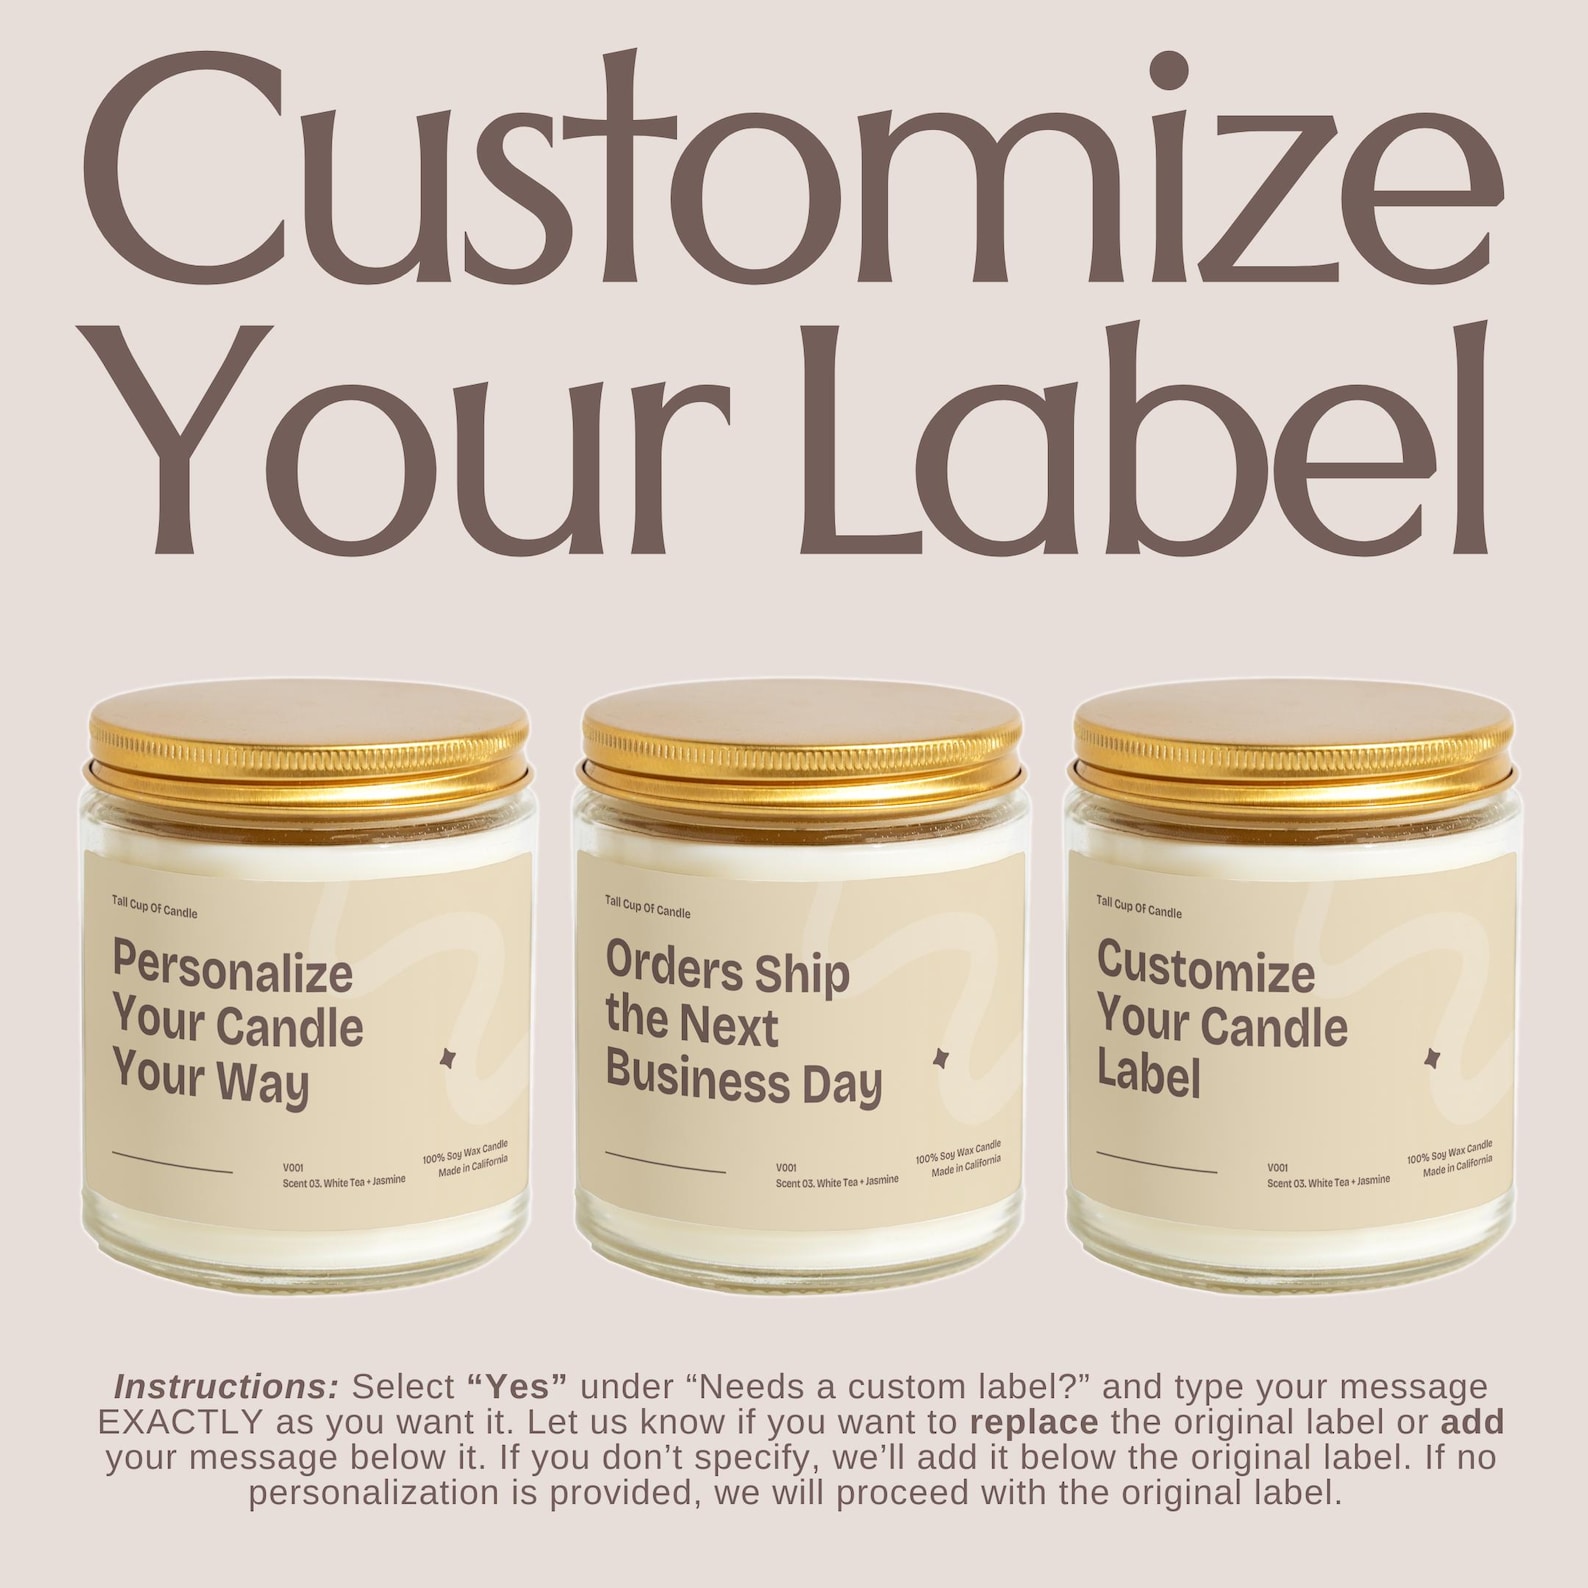 Customize
Your Label
Tall Cup Of Candle
Personalize
Your Candle
Your Way
V001
Scent 03. White Tea + Jasmine
100% Soy Wax Candle
Made in California
Tall Cup Of Candle
Orders Ship
the Next
Business Day
V001
Scent 03. White Tea + Jasmine
100% Soy Wax Candle
Made in California
Tall Cup Of Candle
Customize
Your Candle
Label
V001
Scent 03. White Tea + Jasmine
100% Soy Wax Candle
Made in California
Instructions: Select “Yes” under “Needs a custom label?” and type your message
EXACTLY as you want it. Let us know if you want to replace the original label or add
your message below it. If you don’t specify, we’ll add it below the original label. If no
personalization is provided, we will proceed with the original label.